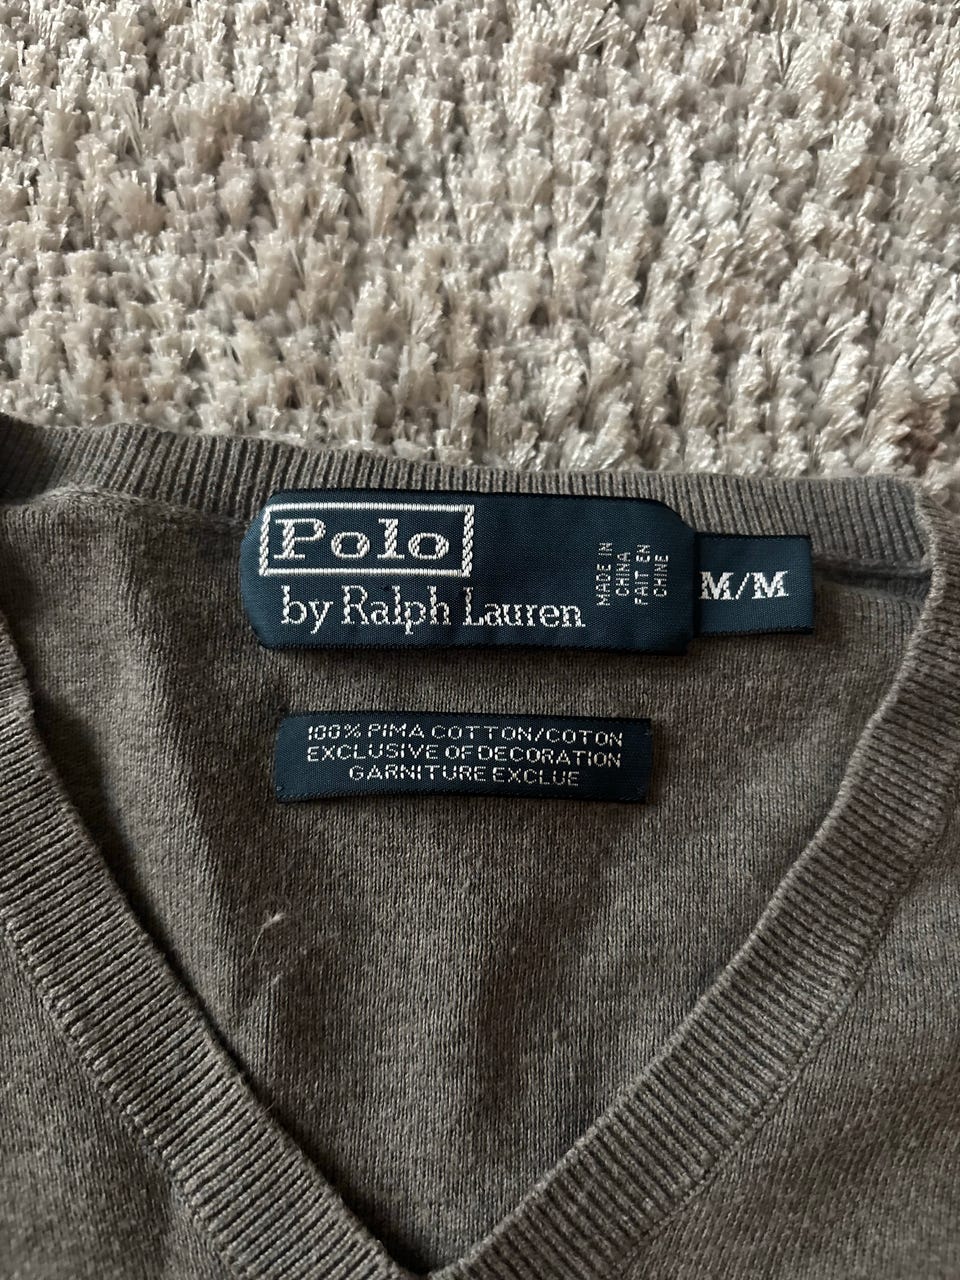 Polo
by Ralph Lauren
MADE IN
CHINA
FAIT EN
CHINE
M/M
100% PIMA COTTON/COTON
EXCLUSIVE OF DECORATION
GARNITURE EXCLUE